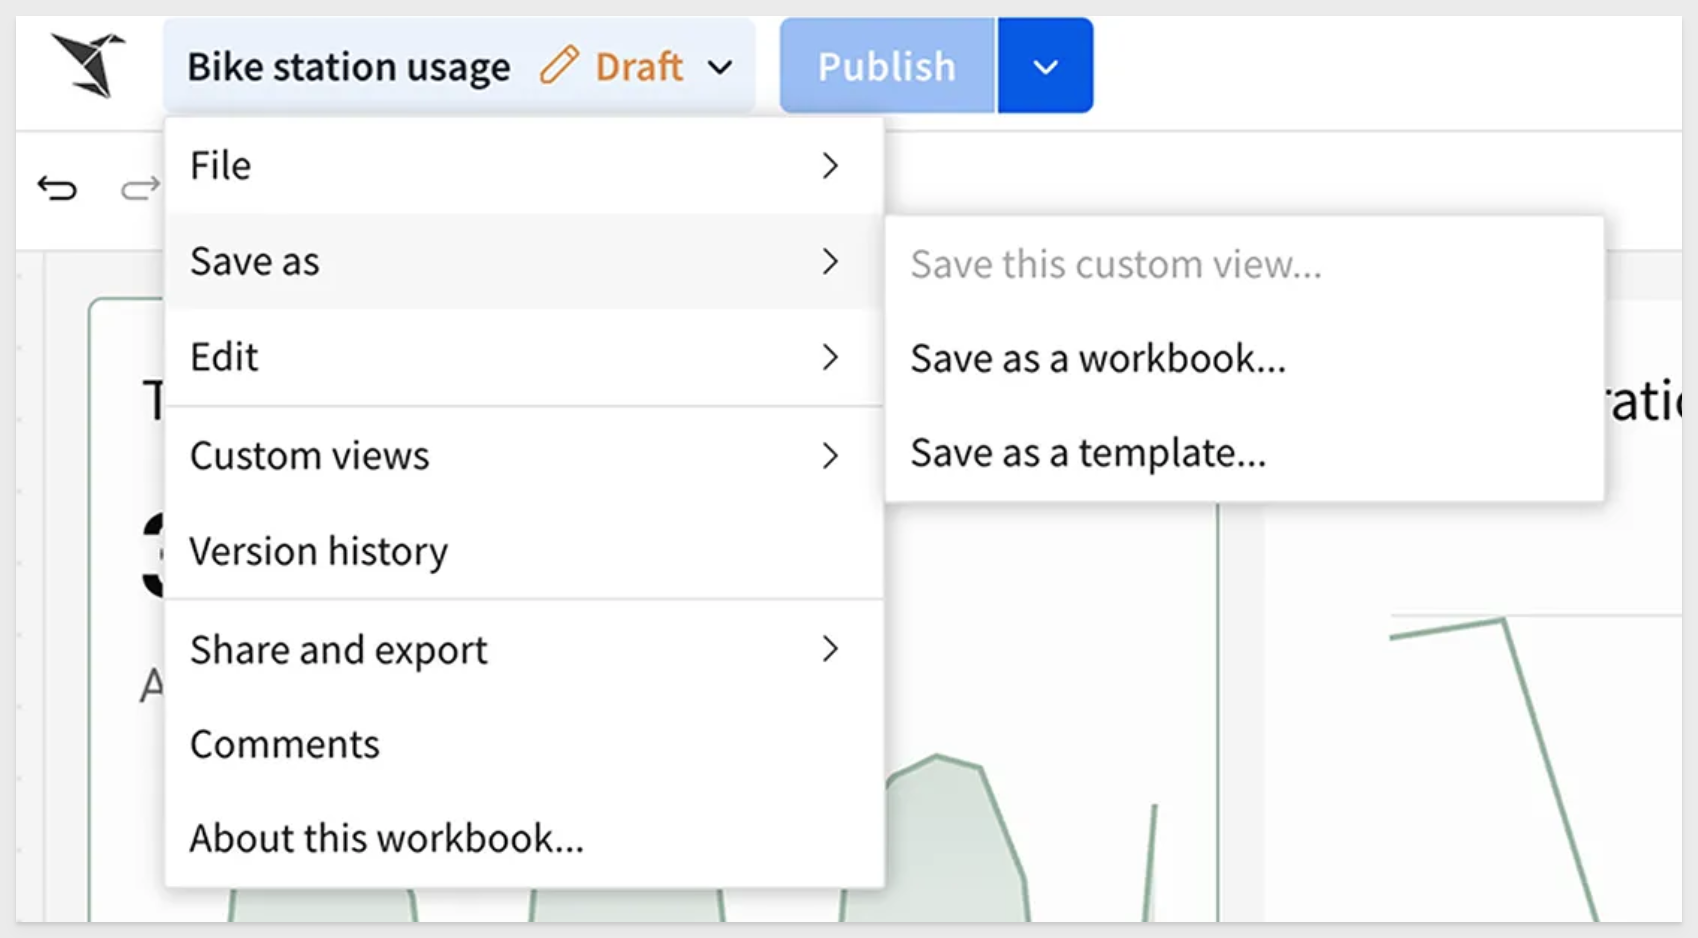 Bike station usage Draft Publish
File
Save as
Save this custom view...
Edit
Save as a workbook...
Custom views
Save as a template...
Version history
Share and export
Comments
About this workbook...